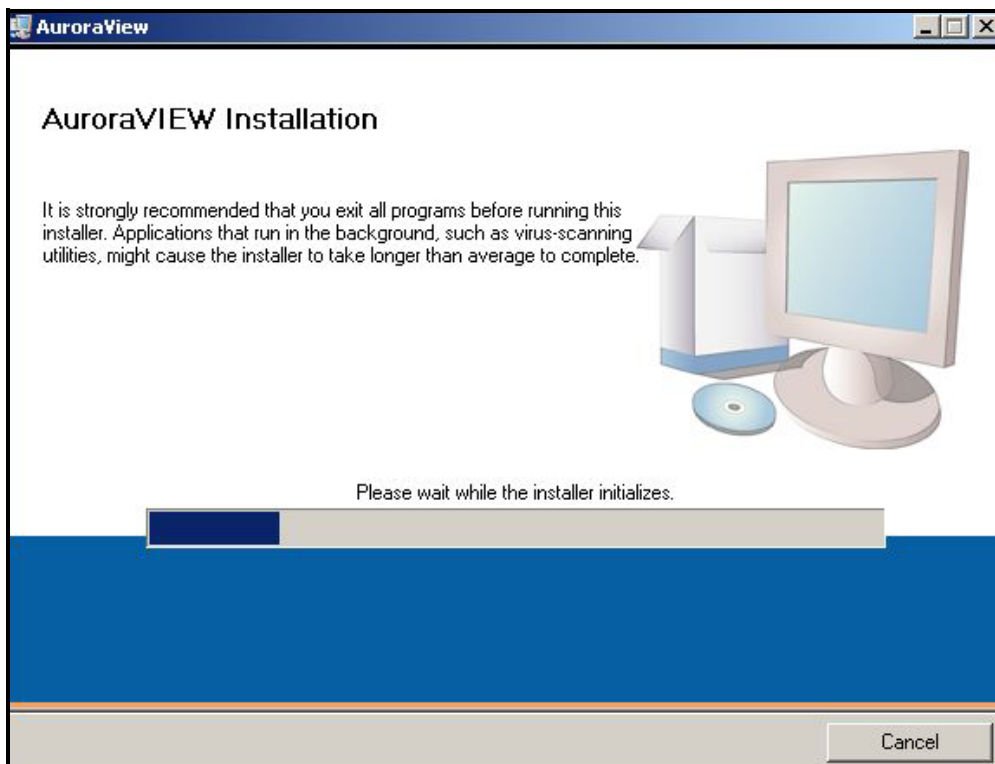 AuroraView
AuroraVIEW Installation
It is strongly recommended that you exit all programs before running this
installer. Applications that run in the background, such as virus-scanning
utilities, might cause the installer to take longer than average to complete.
Please wait while the installer initializes.
Cancel